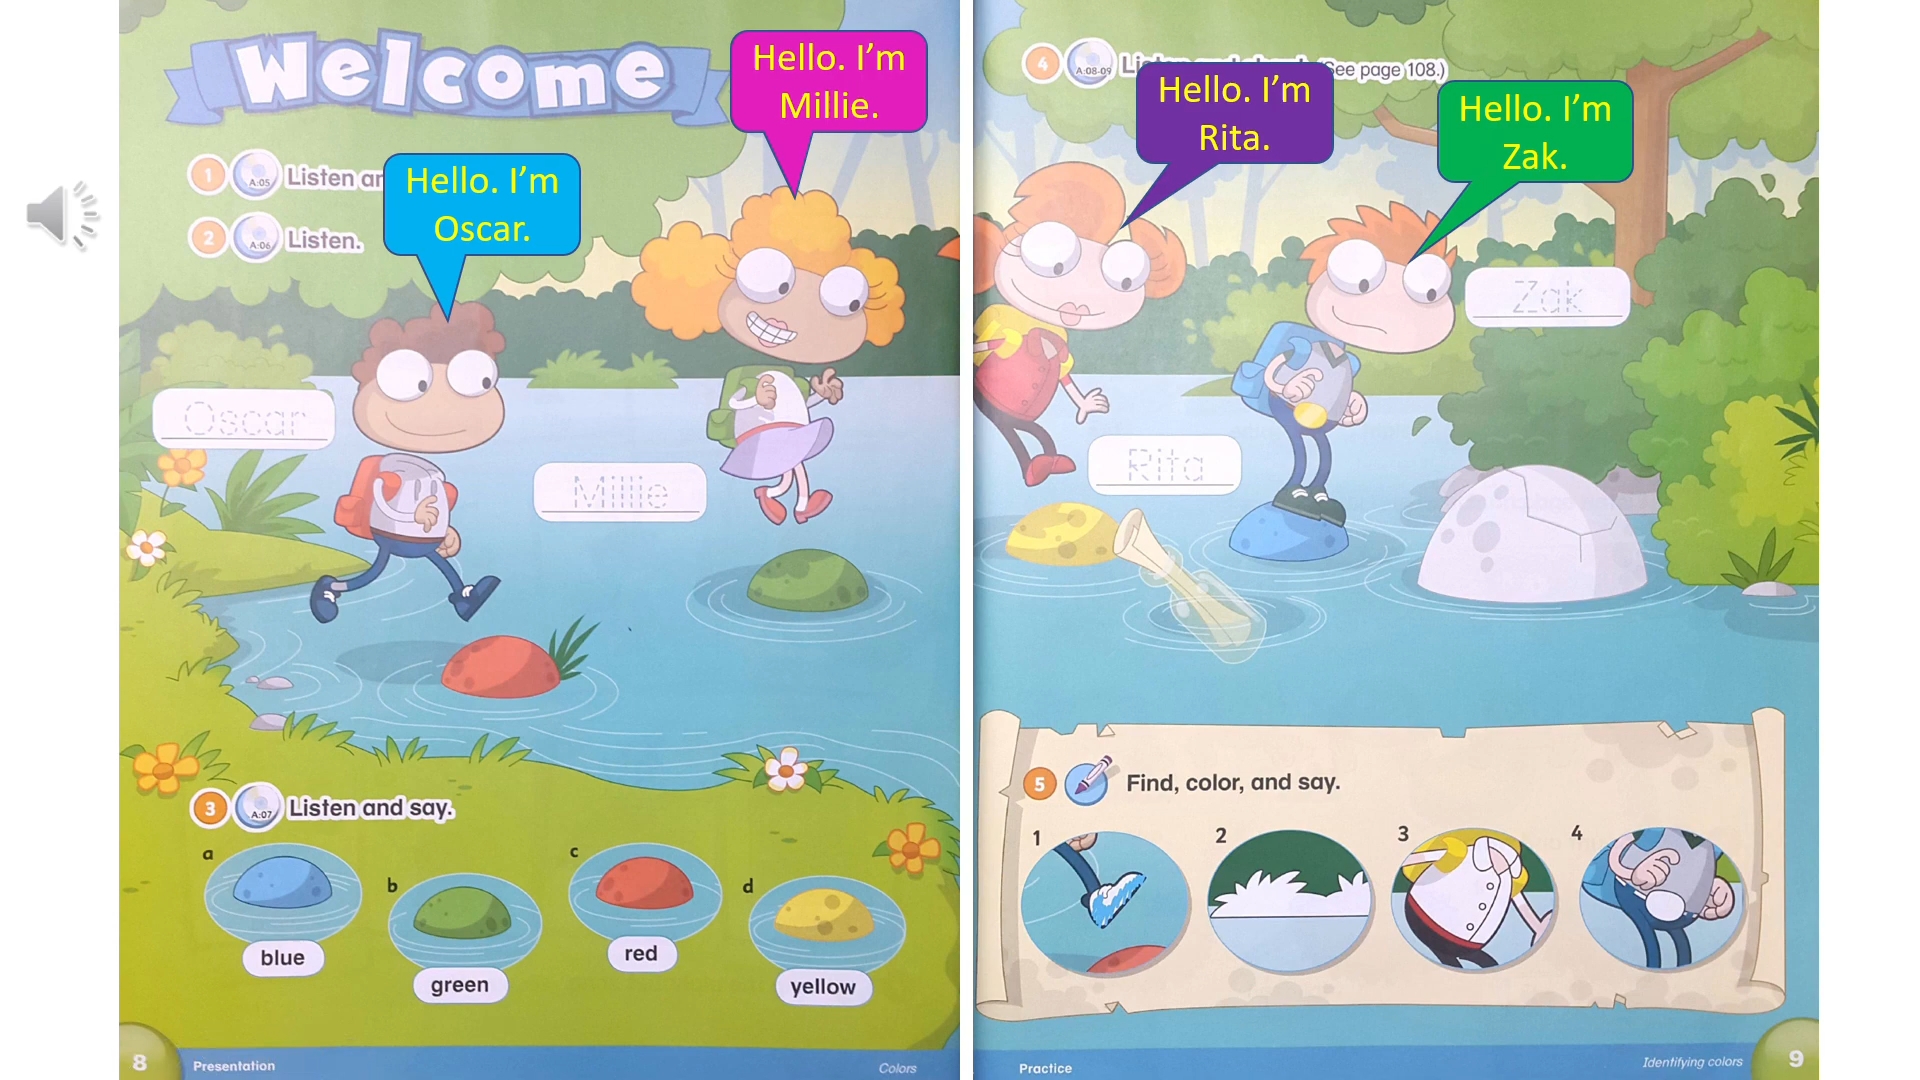 Welcome
Hello. I'm
Millie.
1 A:05 Listen
2 A:06 Listen.
Hello. I'm
Oscar.
Oscar
Millie
3 A:07 Listen and say.
a
b
c
d
blue
green
red
yellow
8 Presentation
Colors
4 A:08-09 See page 108.)
Hello. I'm
Rita.
Hello. I'm
Zak.
Zak
Rita
5 Find, color, and say.
1
2
3
4
Practice
Identifying colors 9